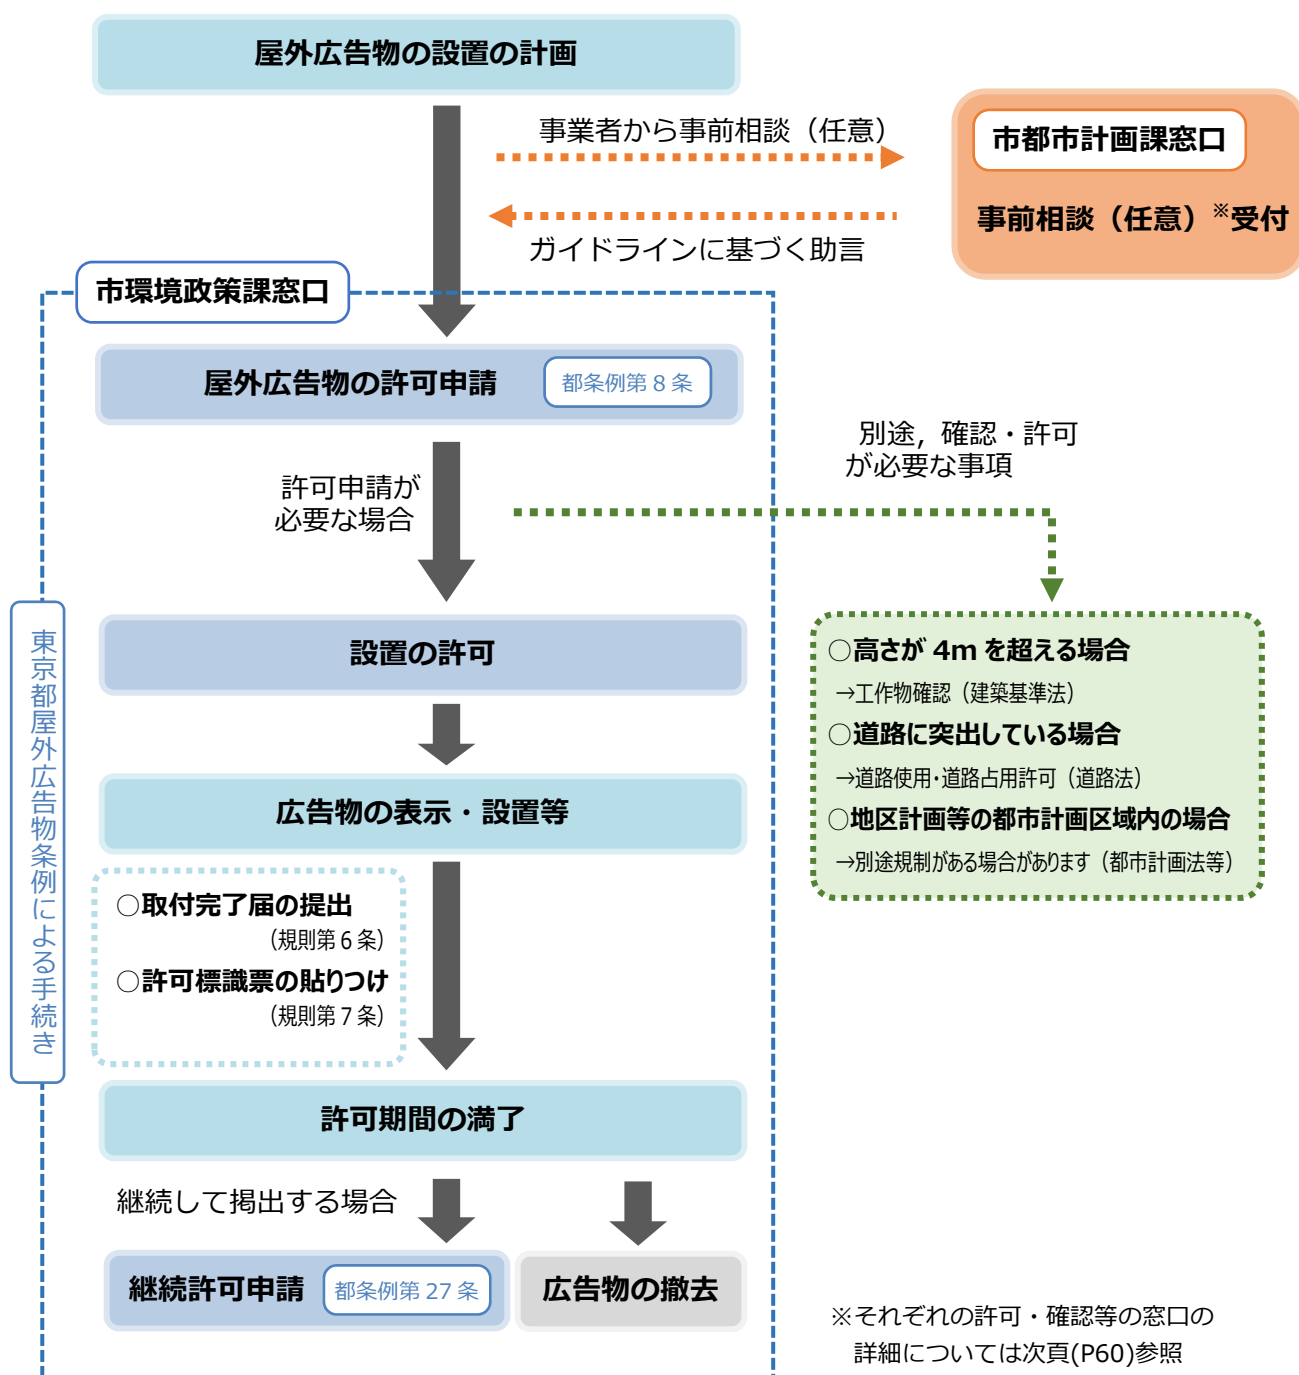 屋外広告物の設置の計画
事業者から事前相談（任意）
市都市計画課窓口
事前相談（任意）※受付
ガイドラインに基づく助言
市環境政策課窓口
屋外広告物の許可申請
都条例第 8 条
別途，確認・許可
が必要な事項
許可申請が
必要な場合
東京都屋外広告物条例による手続き
設置の許可
○高さが 4m を超える場合
→工作物確認（建築基準法）
○道路に突出している場合
→道路使用・道路占用許可（道路法）
○地区計画等の都市計画区域内の場合
→別途規制がある場合があります（都市計画法等）
広告物の表示・設置等
○取付完了届の提出
（規則第 6 条）
○許可標識票の貼りつけ
（規則第 7 条）
許可期間の満了
継続して掲出する場合
継続許可申請
都条例第 27 条
広告物の撤去
※それぞれの許可・確認等の窓口の
詳細については次頁(P60)参照